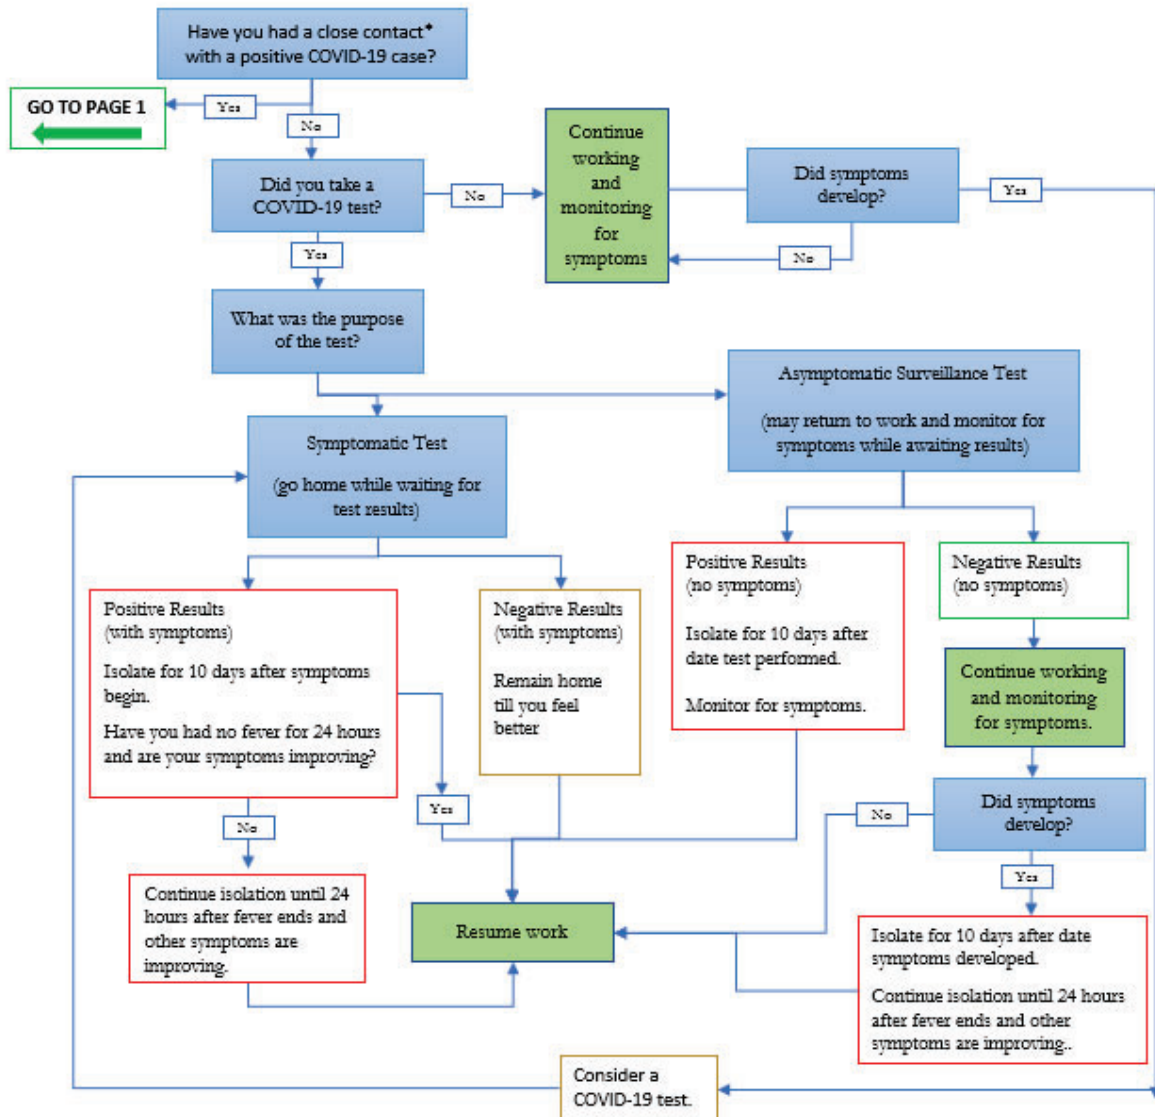 Have you had a close contact*
with a positive COVID-19 case?
GO TO PAGE 1
Yes
No
Did you take a
COVID-19 test?
No
Continue
working
and
monitoring
for
symptoms
Did symptoms
develop?
Yes
No
Yes
What was the purpose
of the test?
Asymptomatic Surveillance Test
(may return to work and monitor for
symptoms while awaiting results)
Symptomatic Test
(go home while waiting for
test results)
Positive Results
(with symptoms)
Isolate for 10 days after symptoms
begin.
Have you had no fever for 24 hours
and are your symptoms improving?
Negative Results
(with symptoms)
Remain home
till you feel
better
Positive Results
(no symptoms)
Isolate for 10 days after
date test performed.
Monitor for symptoms.
Negative Results
(no symptoms)
Continue working
and monitoring
for symptoms.
Yes
No
Did symptoms
develop?
No
Yes
Continue isolation until 24
hours after fever ends and
other symptoms are
improving.
Resume work
Isolate for 10 days after date
symptoms developed.
Continue isolation until 24 hours
after fever ends and other
symptoms are improving..
Consider a
COVID-19 test.